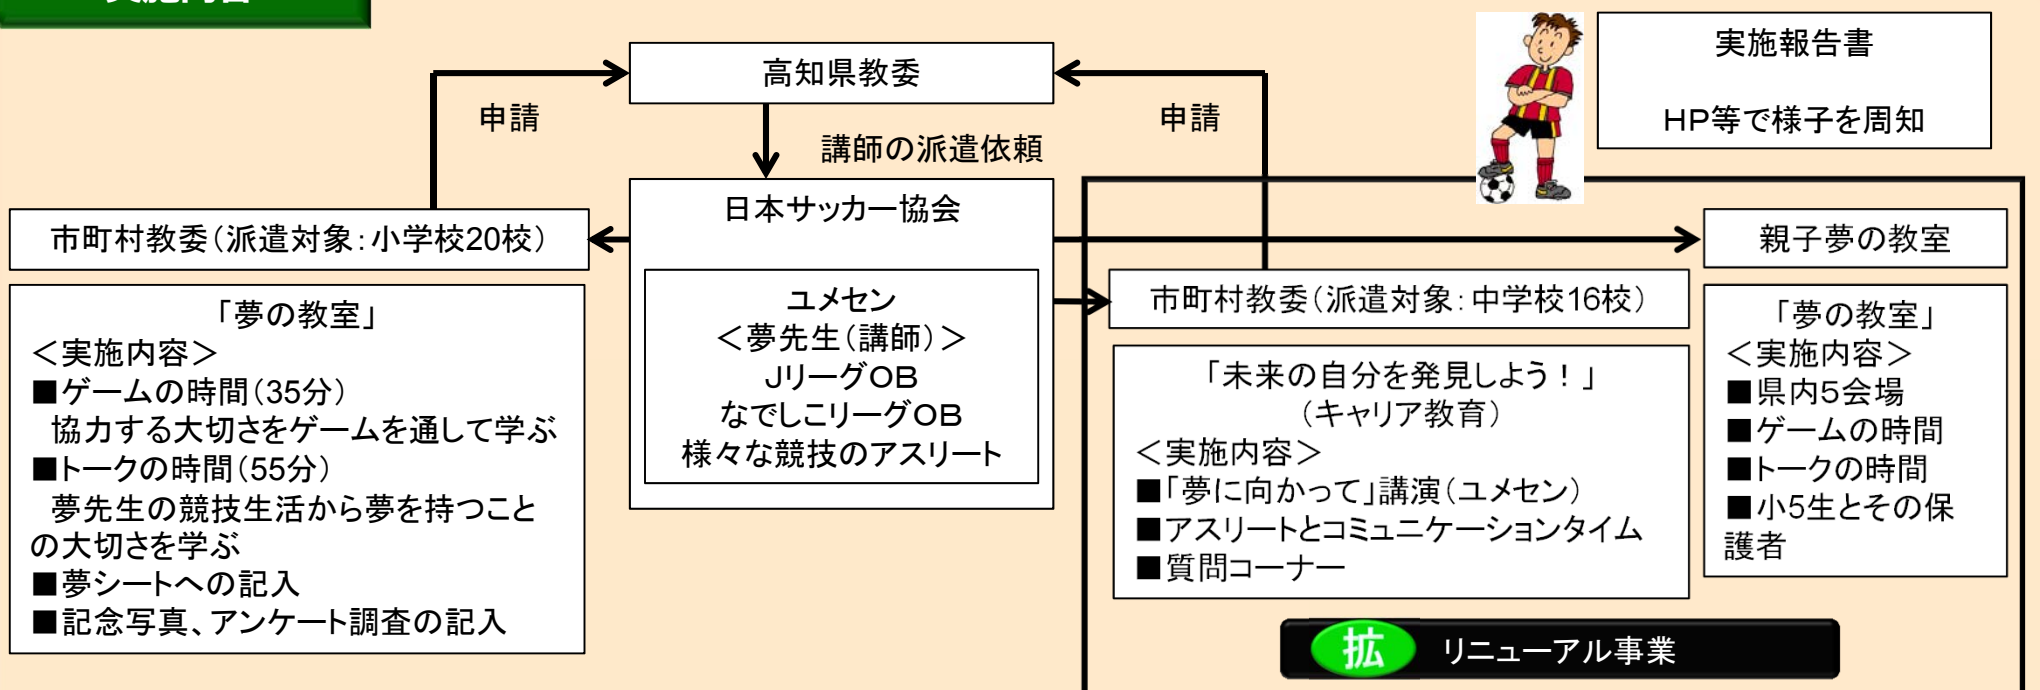 実施内容
高知県教委
申請
講師の派遣依頼
申請
実施報告書
HP等で様子を周知
市町村教委(派遣対象:小学校20校)
「夢の教室」
<実施内容>
■ゲームの時間(35分)
協力する大切さをゲームを通して学ぶ
■トークの時間(55分)
夢先生の競技生活から夢を持つこと
の大切さを学ぶ
■夢シートへの記入
■記念写真、アンケート調査の記入
日本サッカー協会
ユメセン
<夢先生(講師)>
JリーグOB
なでしこリーグOB
様々な競技のアスリート
市町村教委(派遣対象:中学校16校)
「未来の自分を発見しよう!」
(キャリア教育)
<実施内容>
■「夢に向かって」講演(ユメセン)
■アスリートとコミュニケーションタイム
■質問コーナー
親子夢の教室
「夢の教室」
<実施内容>
■県内5会場
■ゲームの時間
■トークの時間
■小5生とその保
護者
拡 リニューアル事業